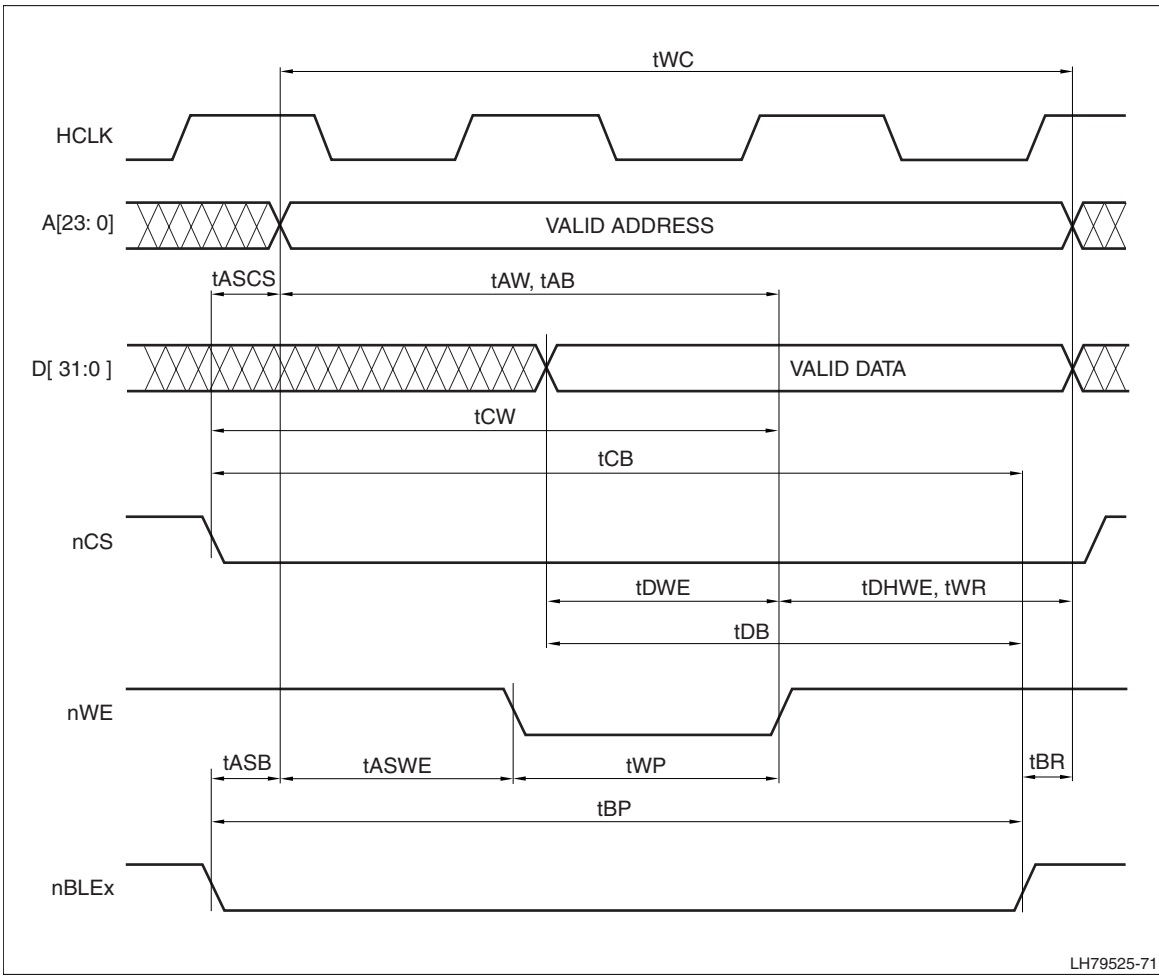 tWC
HCLK
A[23: 0]
VALID ADDRESS
tASCS
tAW, tAB
D[ 31:0 ]
VALID DATA
tCW
tCB
nCS
tDWE
tDHWE, tWR
tDB
nWE
tASB
tASWE
tWP
tBR
tBP
nBLEx
LH79525-71